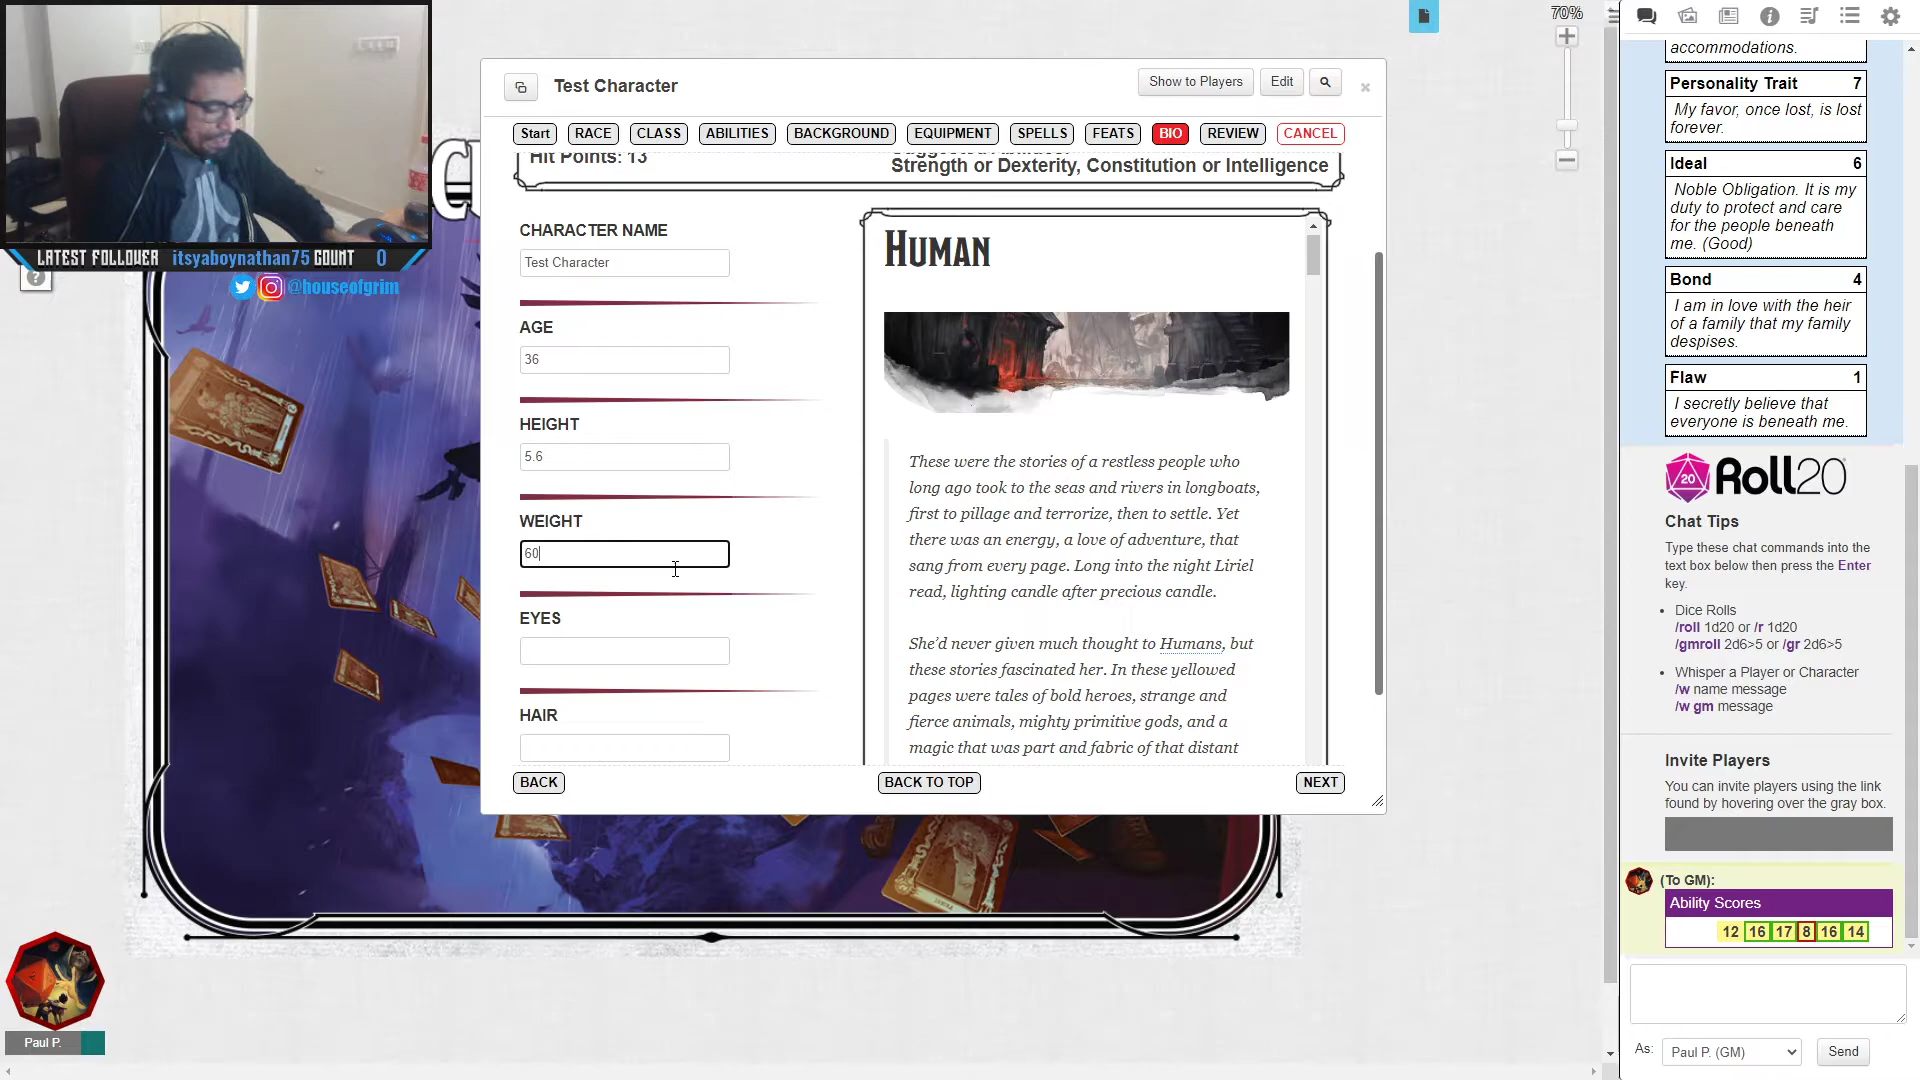 LATEST FOLLOWER itsyaboynathan75 COUNT 0
@houseofgrim
?
70%
Test Character
Show to Players
Edit
Start
RACE
CLASS
ABILITIES
BACKGROUND
EQUIPMENT
SPELLS
FEATS
BIO
REVIEW
CANCEL
Hit Points: 13
Strength or Dexterity, Constitution or Intelligence
CHARACTER NAME
Test Character
AGE
36
HEIGHT
5.6
WEIGHT
60
EYES
HAIR
HUMAN
These were the stories of a restless people who
long ago took to the seas and rivers in longboats,
first to pillage and terrorize, then to settle. Yet
there was an energy, a love of adventure, that
sang from every page. Long into the night Liriel
read, lighting candle after precious candle.
She’d never given much thought to Humans, but
these stories fascinated her. In these yellowed
pages were tales of bold heroes, strange and
fierce animals, mighty primitive gods, and a
magic that was part and fabric of that distant
BACK
BACK TO TOP
NEXT
Paul P.
accommodations.
Personality Trait 7
My favor, once lost, is lost
forever.
Ideal 6
Noble Obligation. It is my
duty to protect and care
for the people beneath
me. (Good)
Bond 4
I am in love with the heir
of a family that my family
despises.
Flaw 1
I secretly believe that
everyone is beneath me.
20 Roll20
Chat Tips
Type these chat commands into the
text box below then press the Enter
key.
Dice Rolls
/roll 1d20 or /r 1d20
/gmroll 2d6>5 or /gr 2d6>5
Whisper a Player or Character
/w name message
/w gm message
Invite Players
You can invite players using the link
found by hovering over the gray box.
(To GM):
Ability Scores
12 16 17 8 16 14
As: Paul P. (GM) Send